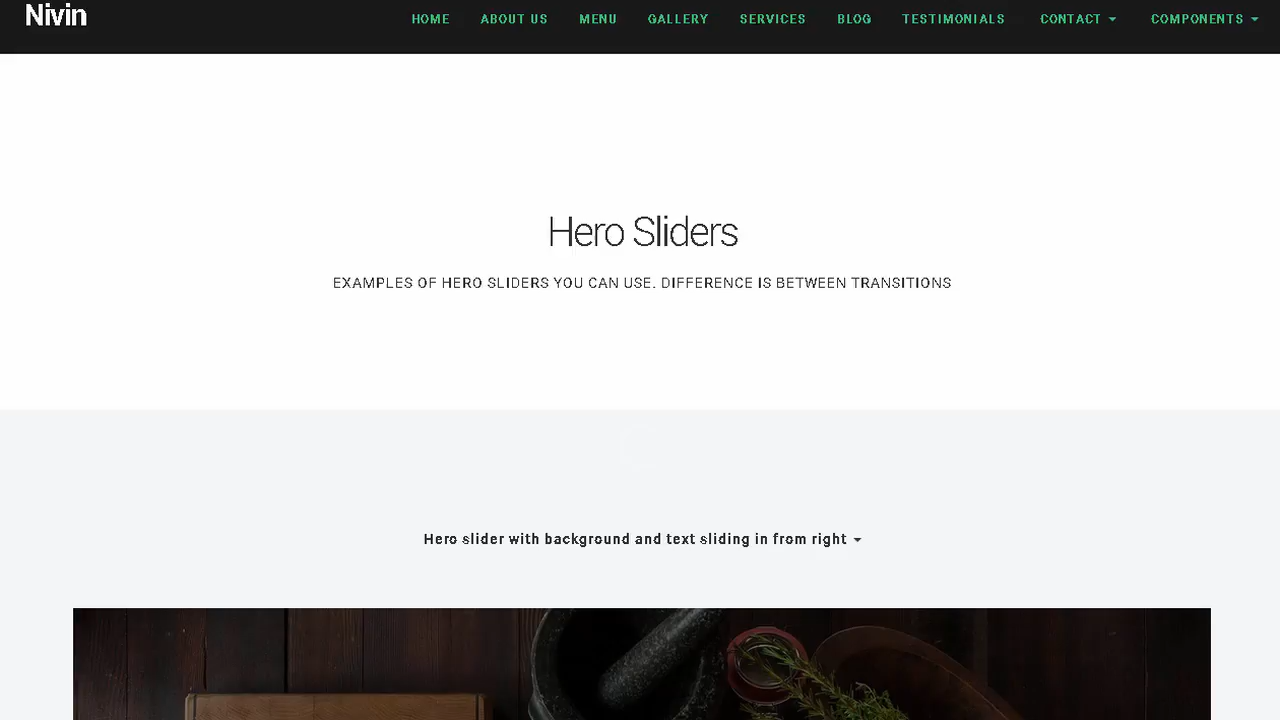 Nivin
HOME ABOUT US MENU GALLERY SERVICES BLOG TESTIMONIALS CONTACT COMPONENTS
Hero Sliders
EXAMPLES OF HERO SLIDERS YOU CAN USE. DIFFERENCE IS BETWEEN TRANSITIONS
Hero slider with background and text sliding in from right